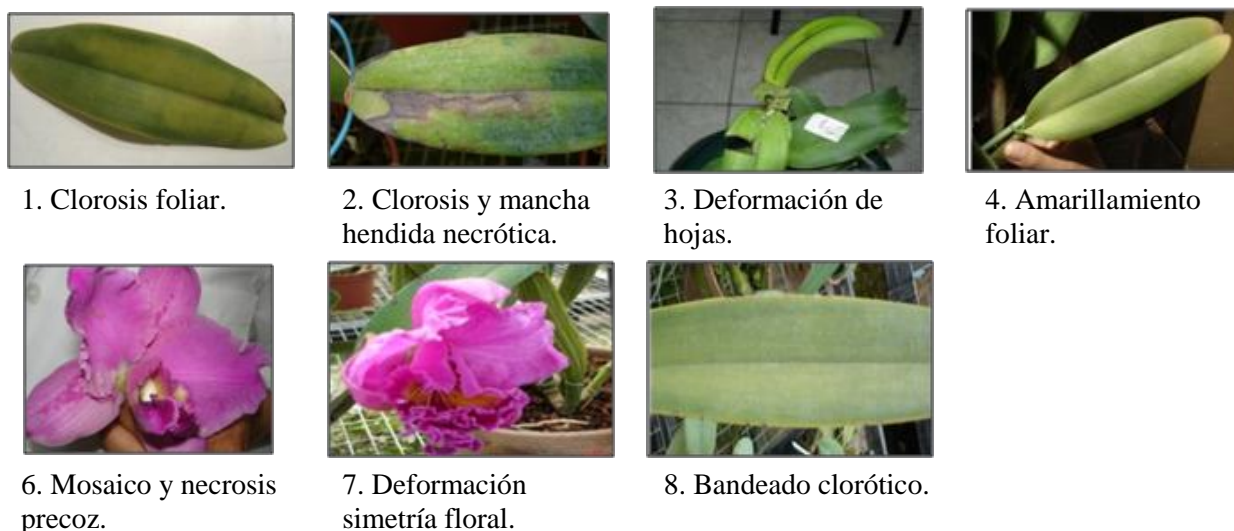 1. Clorosis foliar.
2. Clorosis y mancha
hendida necrótica.
3. Deformación de
hojas.
4. Amarillamiento
foliar.
6. Mosaico y necrosis
precoz.
7. Deformación
simetría floral.
8. Bandeado clorótico.